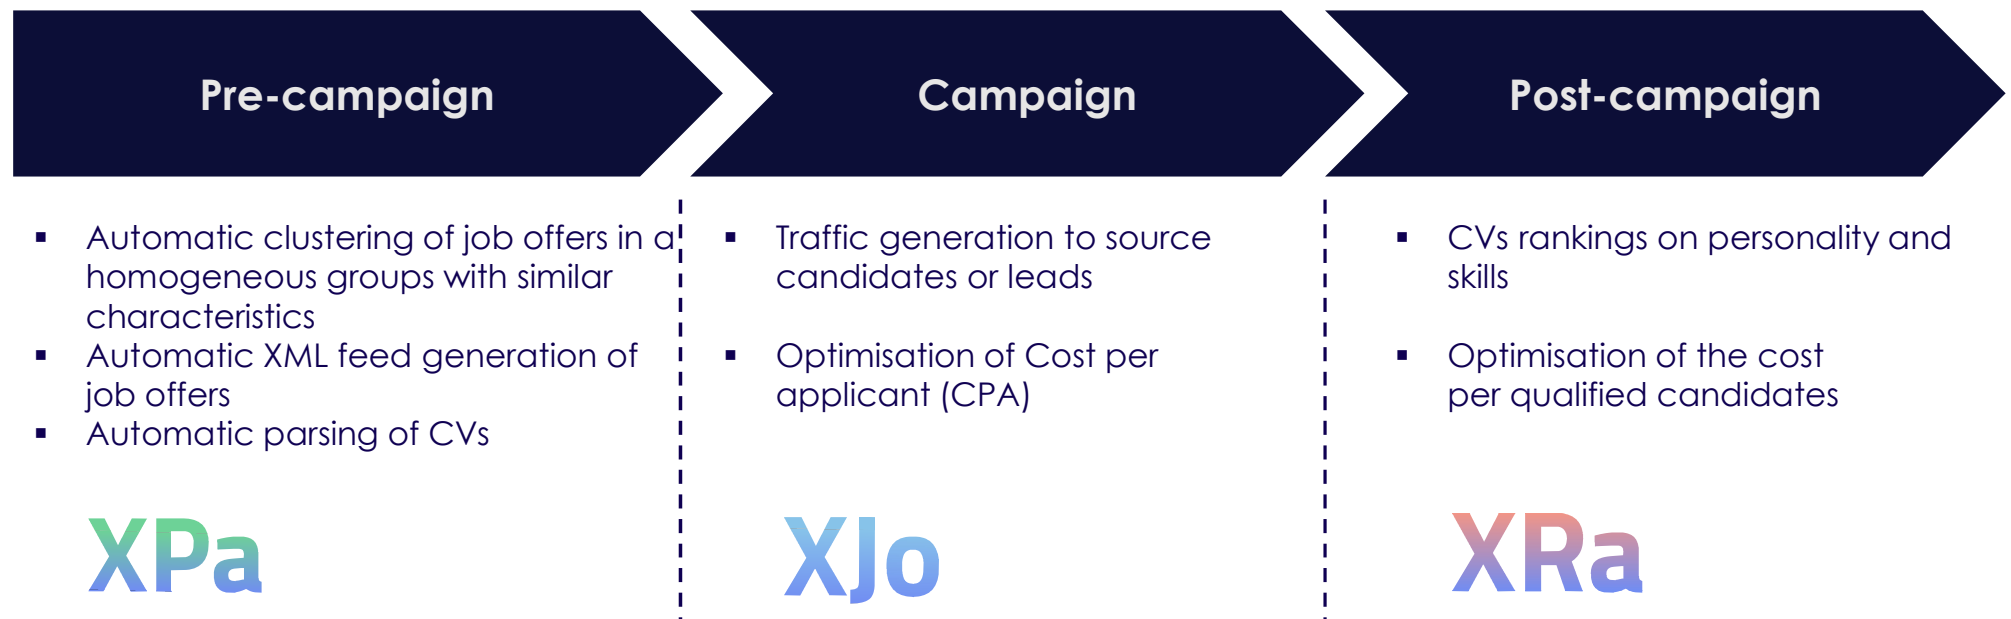 Pre-campaign
Campaign
Post-campaign
▪ Automatic clustering of job offers in a
homogeneous groups with similar
characteristics
▪ Automatic XML feed generation of
job offers
▪ Automatic parsing of CVs
XPa
▪ Traffic generation to source
candidates or leads
▪ Optimisation of Cost per
applicant (CPA)
XJo
▪ CVs rankings on personality and
skills
▪ Optimisation of the cost
per qualified candidates
XRa